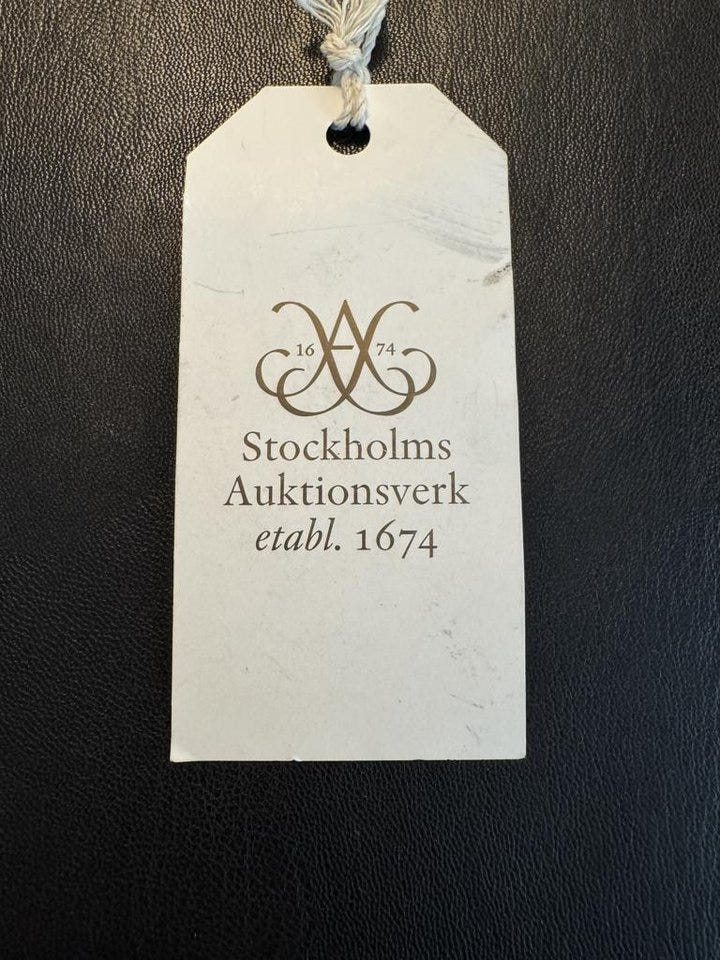 16 A 74
Stockholms
Auktionsverk
etabl. 1674